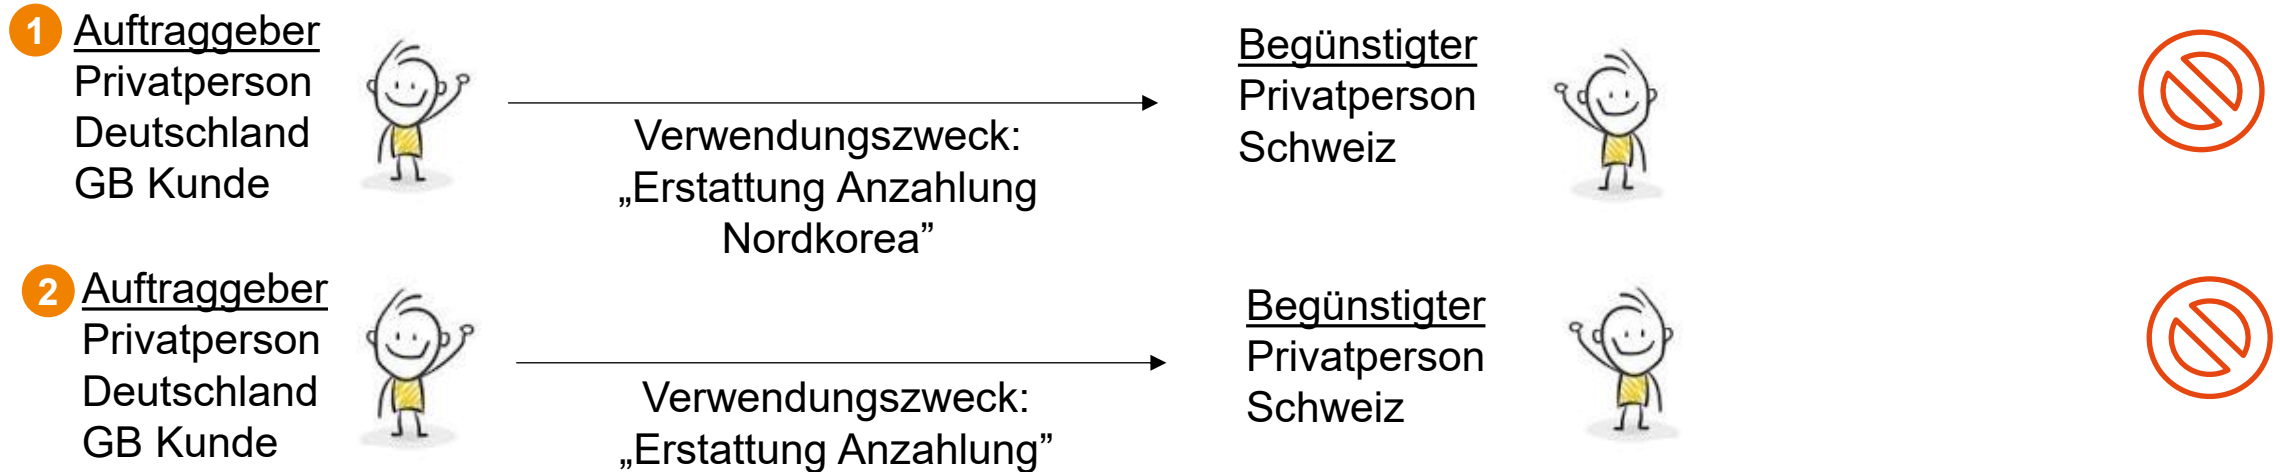 1
Auftraggeber
Privatperson
Deutschland
GB Kunde
Verwendungszweck:
„Erstattung Anzahlung
Nordkorea”
Begünstigter
Privatperson
Schweiz
2
Auftraggeber
Privatperson
Deutschland
GB Kunde
Verwendungszweck:
„Erstattung Anzahlung”
Begünstigter
Privatperson
Schweiz